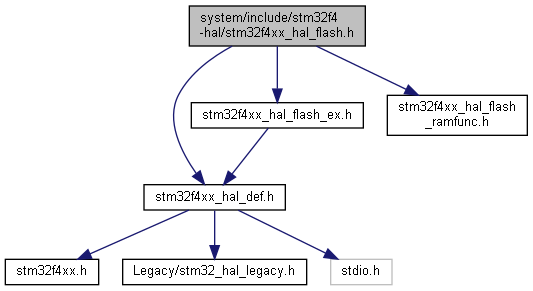 system/include/stm32f4
-hal/stm32f4xx_hal_flash.h
stm32f4xx_hal_flash_ex.h
stm32f4xx_hal_flash
_ramfunc.h
stm32f4xx_hal_def.h
stm32f4xx.h
Legacy/stm32_hal_legacy.h
stdio.h